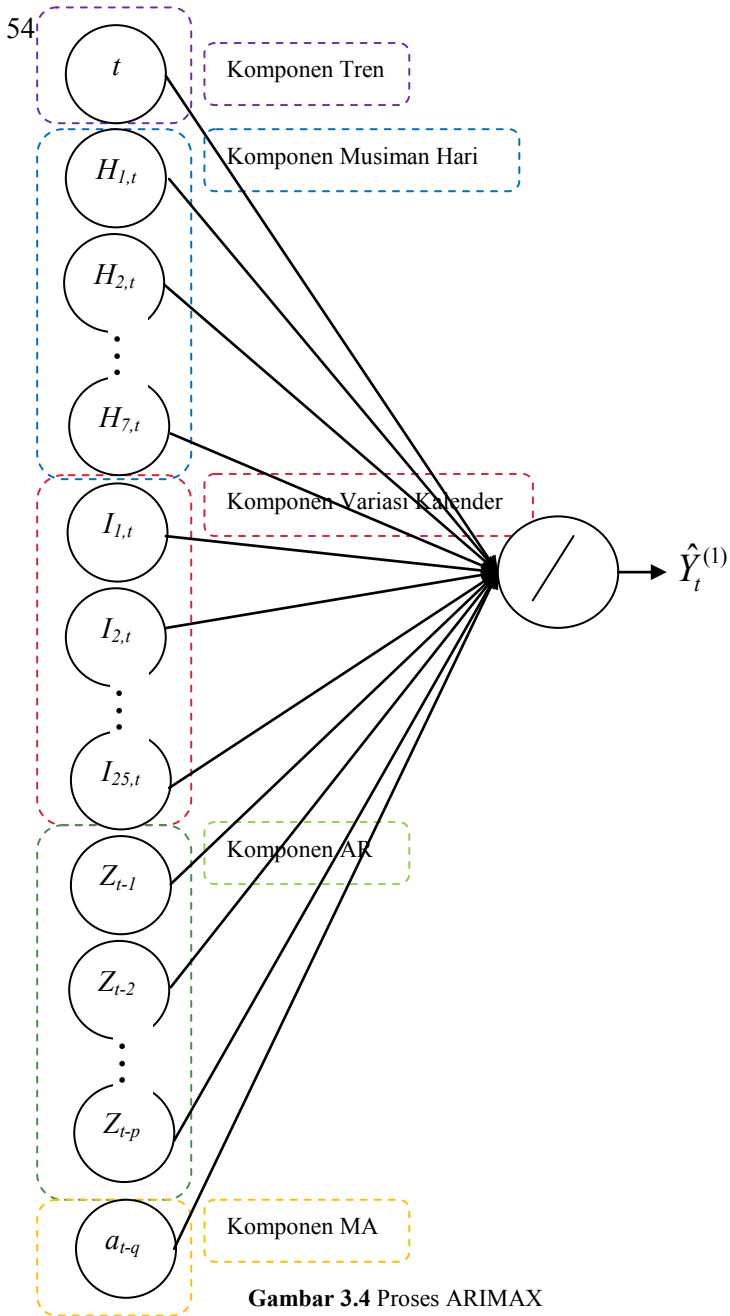 54
t
Komponen Tren
H1,t
Komponen Musiman Hari
H2,t
⋮
H7,t
Komponen Variasi Kalender
I1,t
I2,t
⋮
I25,t
Ŷt(1)
Komponen AR
Zt-1
Zt-2
⋮
Zt-p
Komponen MA
at-q
Gambar 3.4 Proses ARIMAX